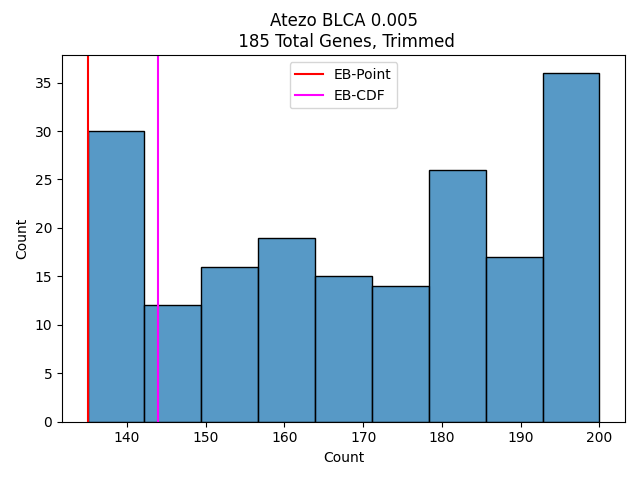 Atezo BLCA 0.005
185 Total Genes, Trimmed
EB-Point
EB-CDF
35
30
25
20
15
10
5
0
Count
140 150 160 170 180 190 200
Count